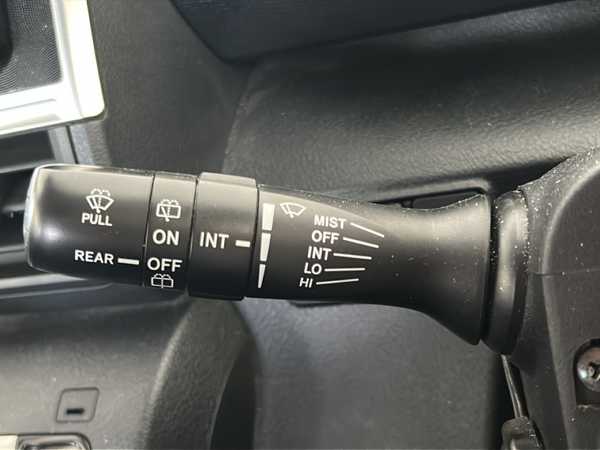 PULL
REAR
ON
OFF
INT
MIST
OFF
INT
LO
HI